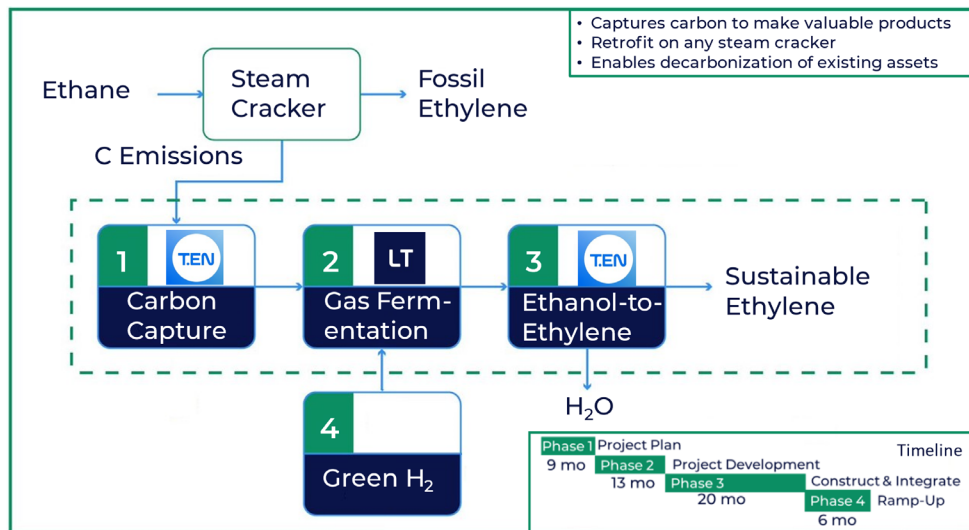 • Captures carbon to make valuable products
• Retrofit on any steam cracker
• Enables decarbonization of existing assets
Ethane
Steam
Cracker
Fossil
Ethylene
C Emissions
1
T.EN
Carbon
Capture
2
LT
Gas Ferm-
entation
3
T.EN
Ethanol-to-
Ethylene
Sustainable
Ethylene
4
Green H₂
H₂O
Timeline
Phase 1 Project Plan
9 mo Phase 2 Project Development
13 mo Phase 3 Construct & Integrate
20 mo Phase 4 Ramp-Up
6 mo